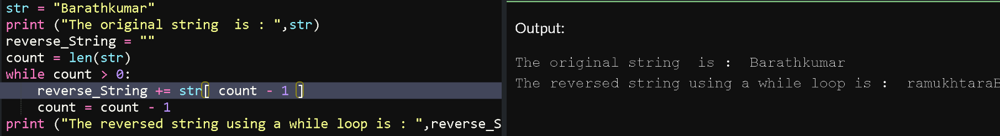 str = "Barathkumar"
print ("The original string  is : ",str)
reverse_String = ""
count = len(str)
while count > 0:
    reverse_String += str[ count - 1 ]
    count = count - 1
print ("The reversed string using a while loop is : ",reverse_S
Output:
The original string  is :  Barathkumar
The reversed string using a while loop is :  ramukhtaraB